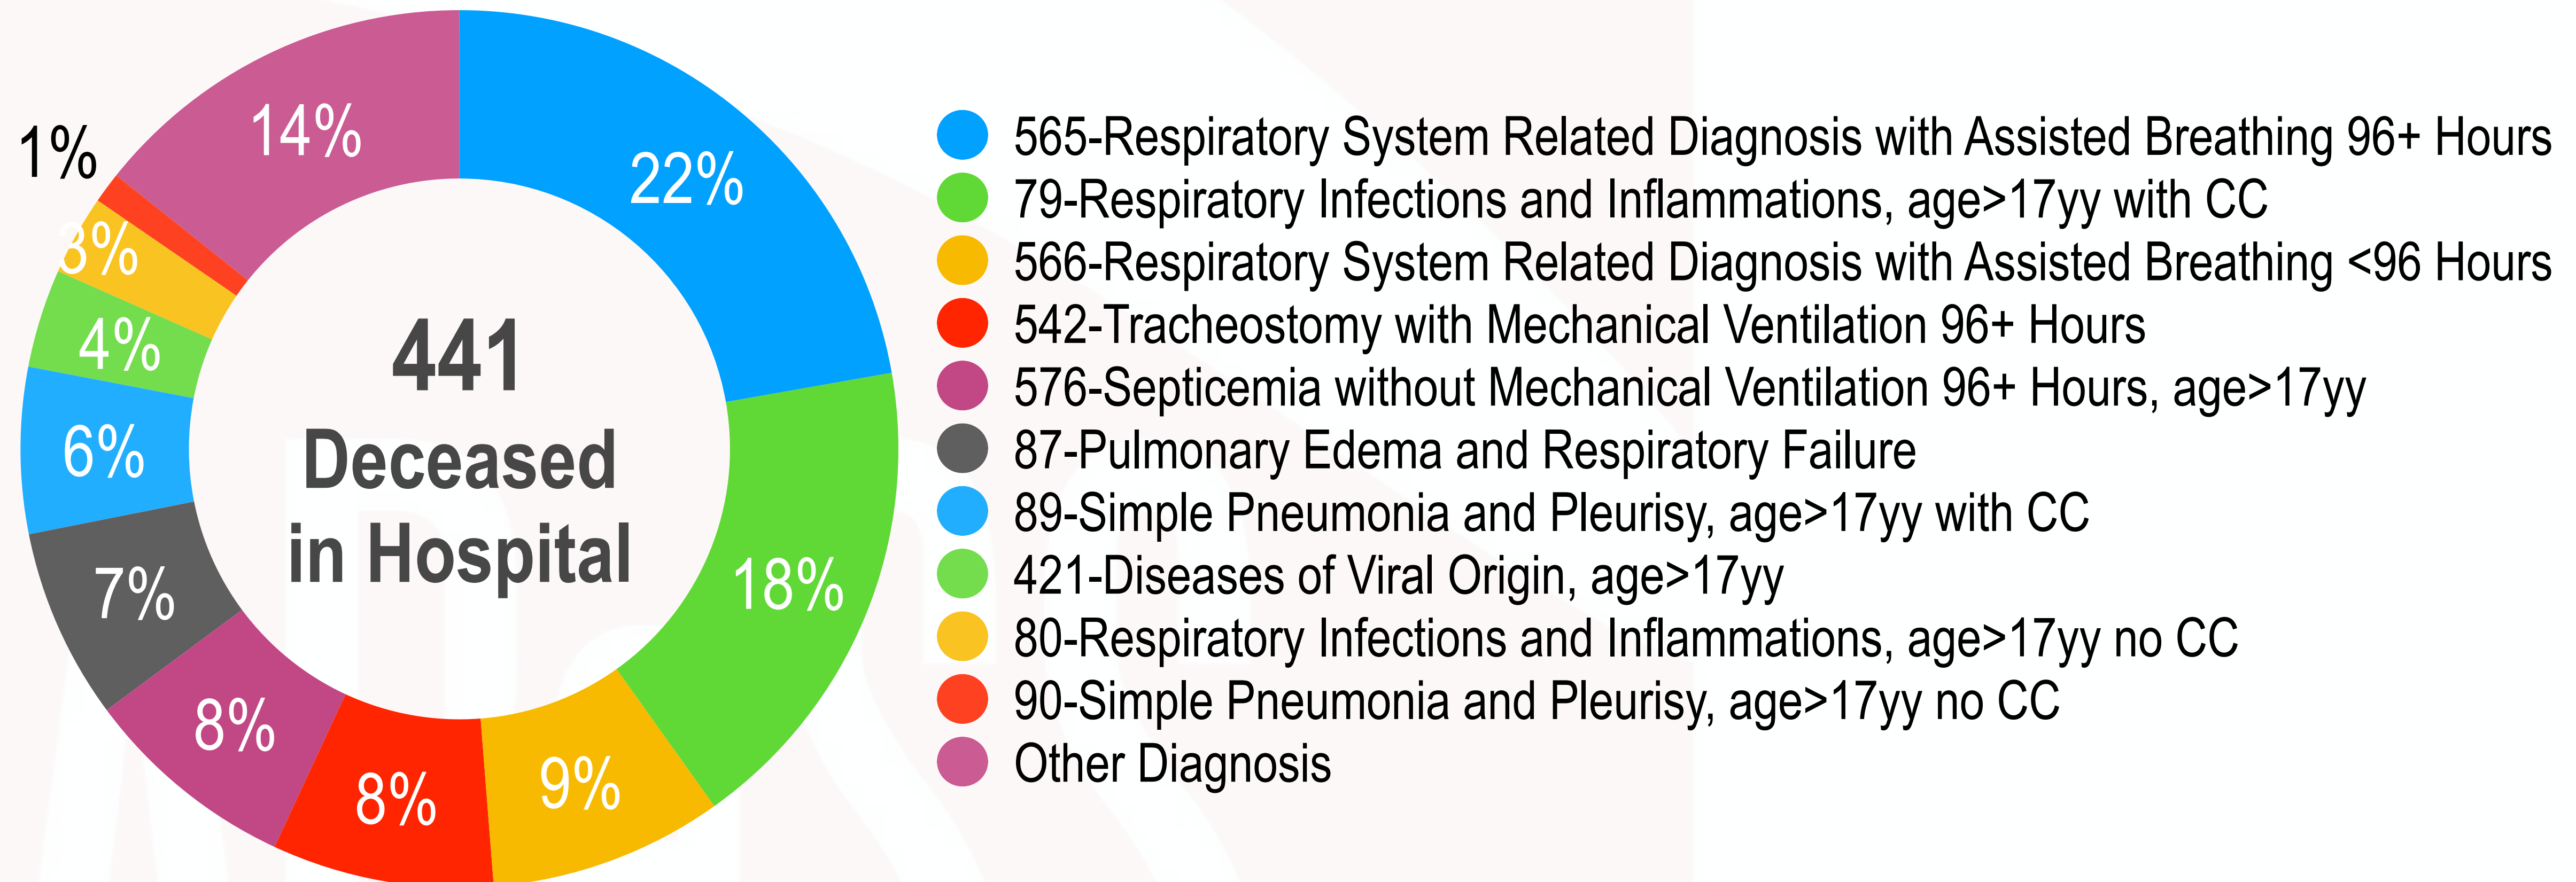 14%
22%
1%
3%
4%
6%
7%
8%
8%
9%
18%
441
Deceased
in Hospital
565-Respiratory System Related Diagnosis with Assisted Breathing 96+ Hours
79-Respiratory Infections and Inflammations, age>17yy with CC
566-Respiratory System Related Diagnosis with Assisted Breathing <96 Hours
542-Tracheostomy with Mechanical Ventilation 96+ Hours
576-Septicemia without Mechanical Ventilation 96+ Hours, age>17yy
87-Pulmonary Edema and Respiratory Failure
89-Simple Pneumonia and Pleurisy, age>17yy with CC
421-Diseases of Viral Origin, age>17yy
80-Respiratory Infections and Inflammations, age>17yy no CC
90-Simple Pneumonia and Pleurisy, age>17yy no CC
Other Diagnosis